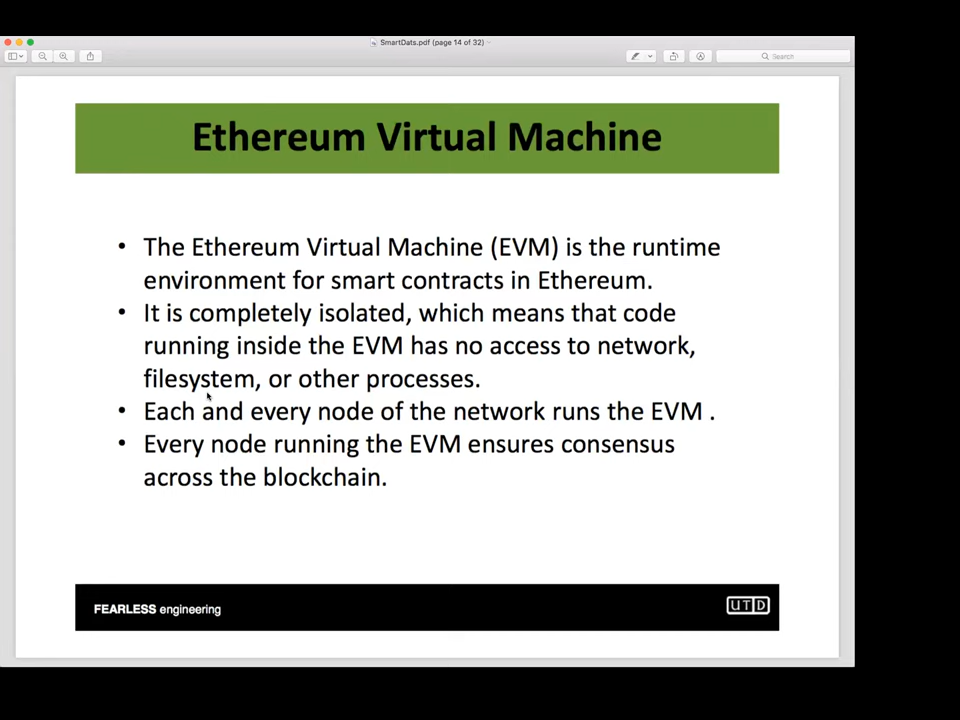 SmartDats.pdf (page 14 of 32)
Search
Ethereum Virtual Machine
• The Ethereum Virtual Machine (EVM) is the runtime
environment for smart contracts in Ethereum.
• It is completely isolated, which means that code
running inside the EVM has no access to network,
filesystem, or other processes.
• Each and every node of the network runs the EVM .
• Every node running the EVM ensures consensus
across the blockchain.
FEARLESS engineering
UTD